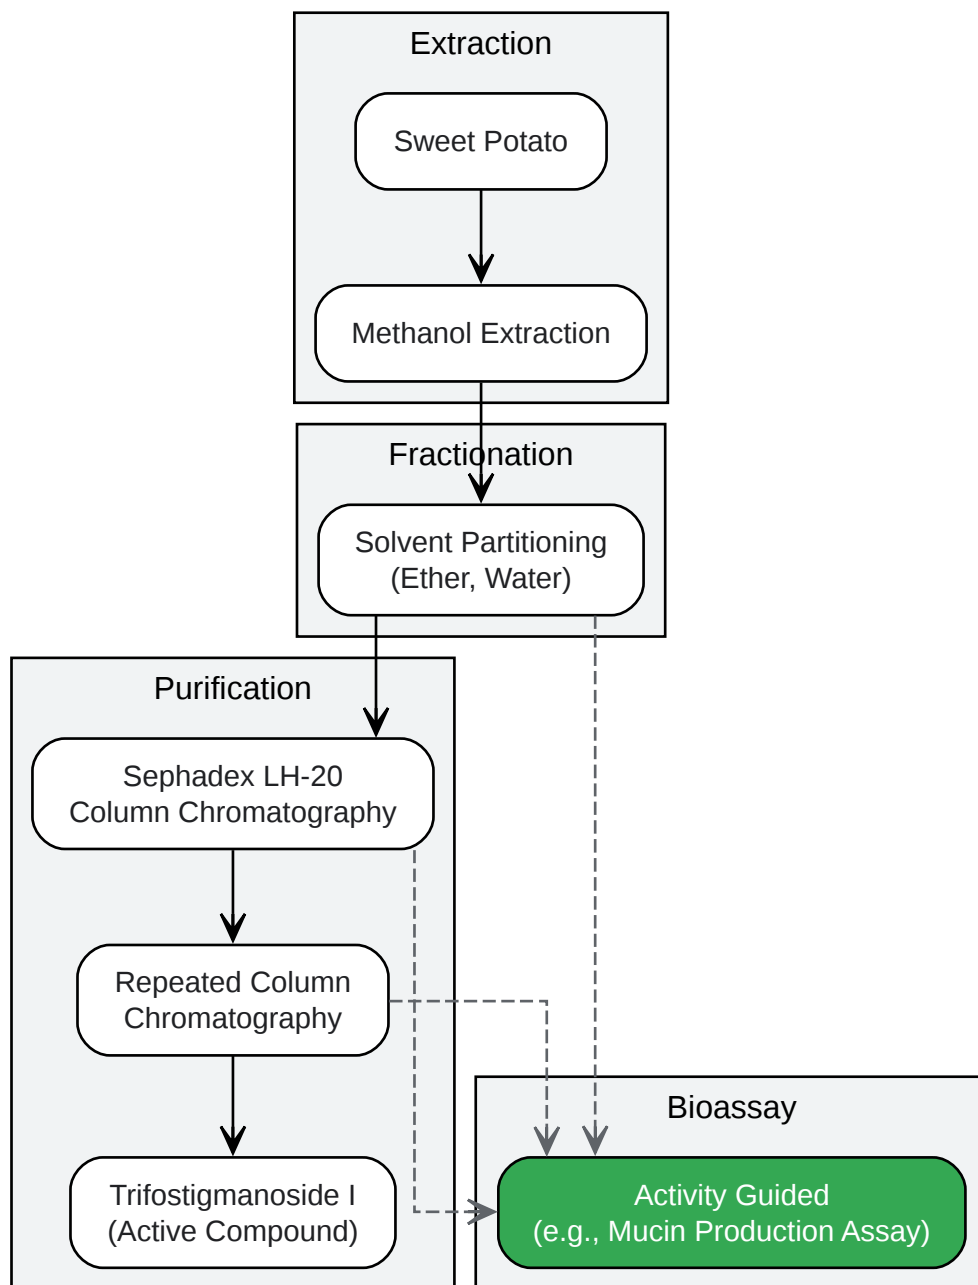 Extraction
Sweet Potato
Methanol Extraction
Fractionation
Solvent Partitioning
(Ether, Water)
Purification
Sephadex LH-20
Column Chromatography
Repeated Column
Chromatography
Trifostigmanoside I
(Active Compound)
Bioassay
Activity Guided
(e.g., Mucin Production Assay)